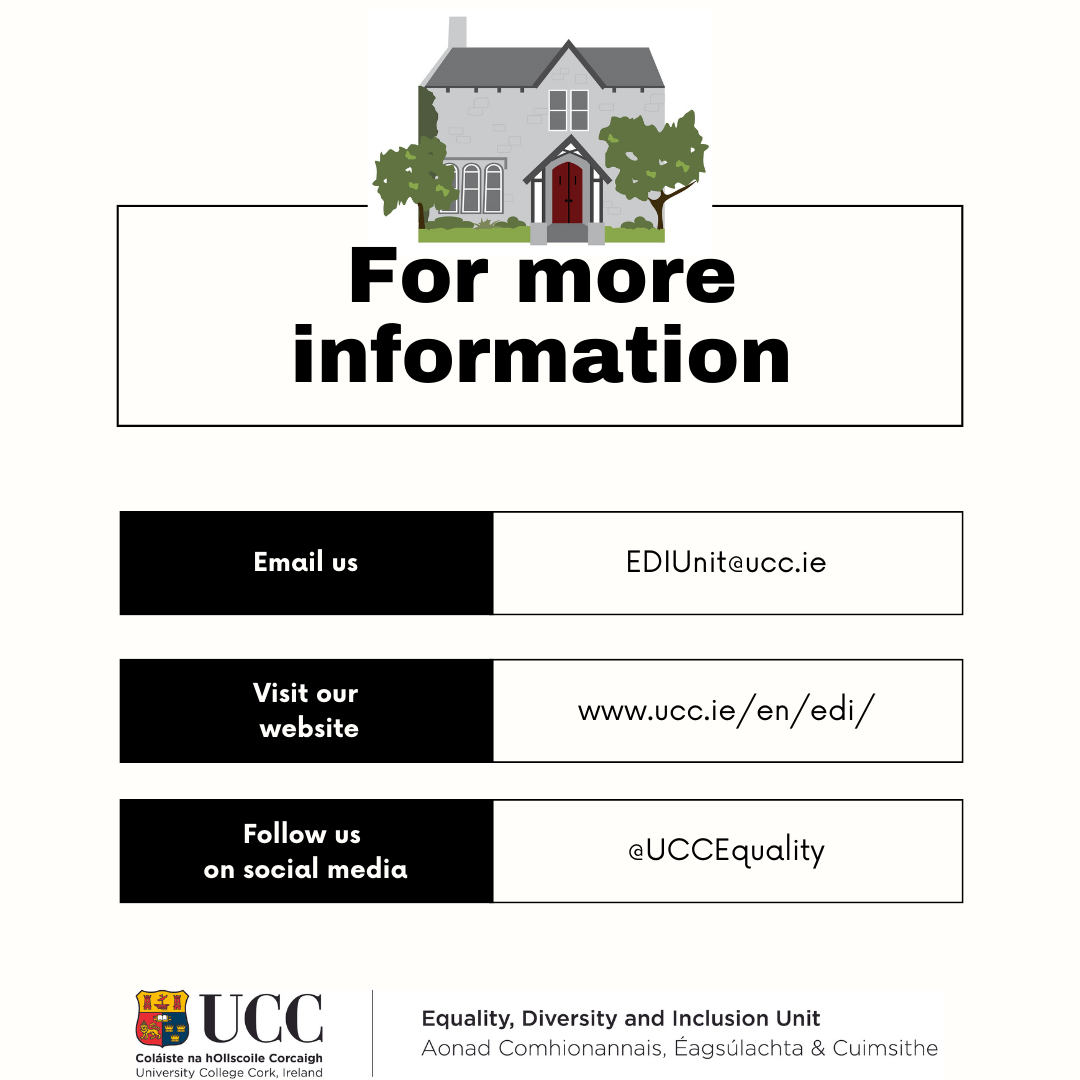 For more
information
Email us
EDIUnit@ucc.ie
Visit our
website
www.ucc.ie/en/edi/
Follow us
on social media
@UCCEquality
UCC
Coláiste na hOllscoile Corcaigh
University College Cork, Ireland
Equality, Diversity and Inclusion Unit
Aonad Comhionannais, Éagsúlachta & Cuimsithe